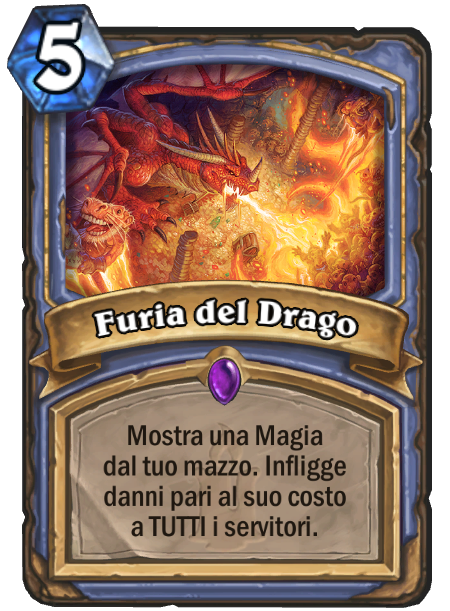 5
Furia del Drago
Mostra una Magia
dal tuo mazzo. Infligge
danni pari al suo costo
a TUTTI i servitori.